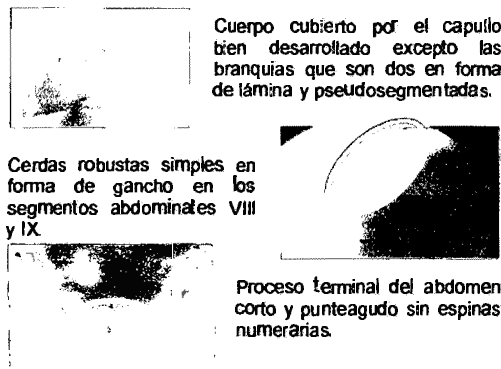 Cuerpo cubierto por el capullo
bien desarrollado excepto las
branquias que son dos en forma
de lámina y pseudosegmentadas.
Cerdas robustas simples en
forma de gancho en los
segmentos abdominales VIII
y IX.
Proceso terminal del abdomen
corto y punteagudo sin espinas
numerarias.